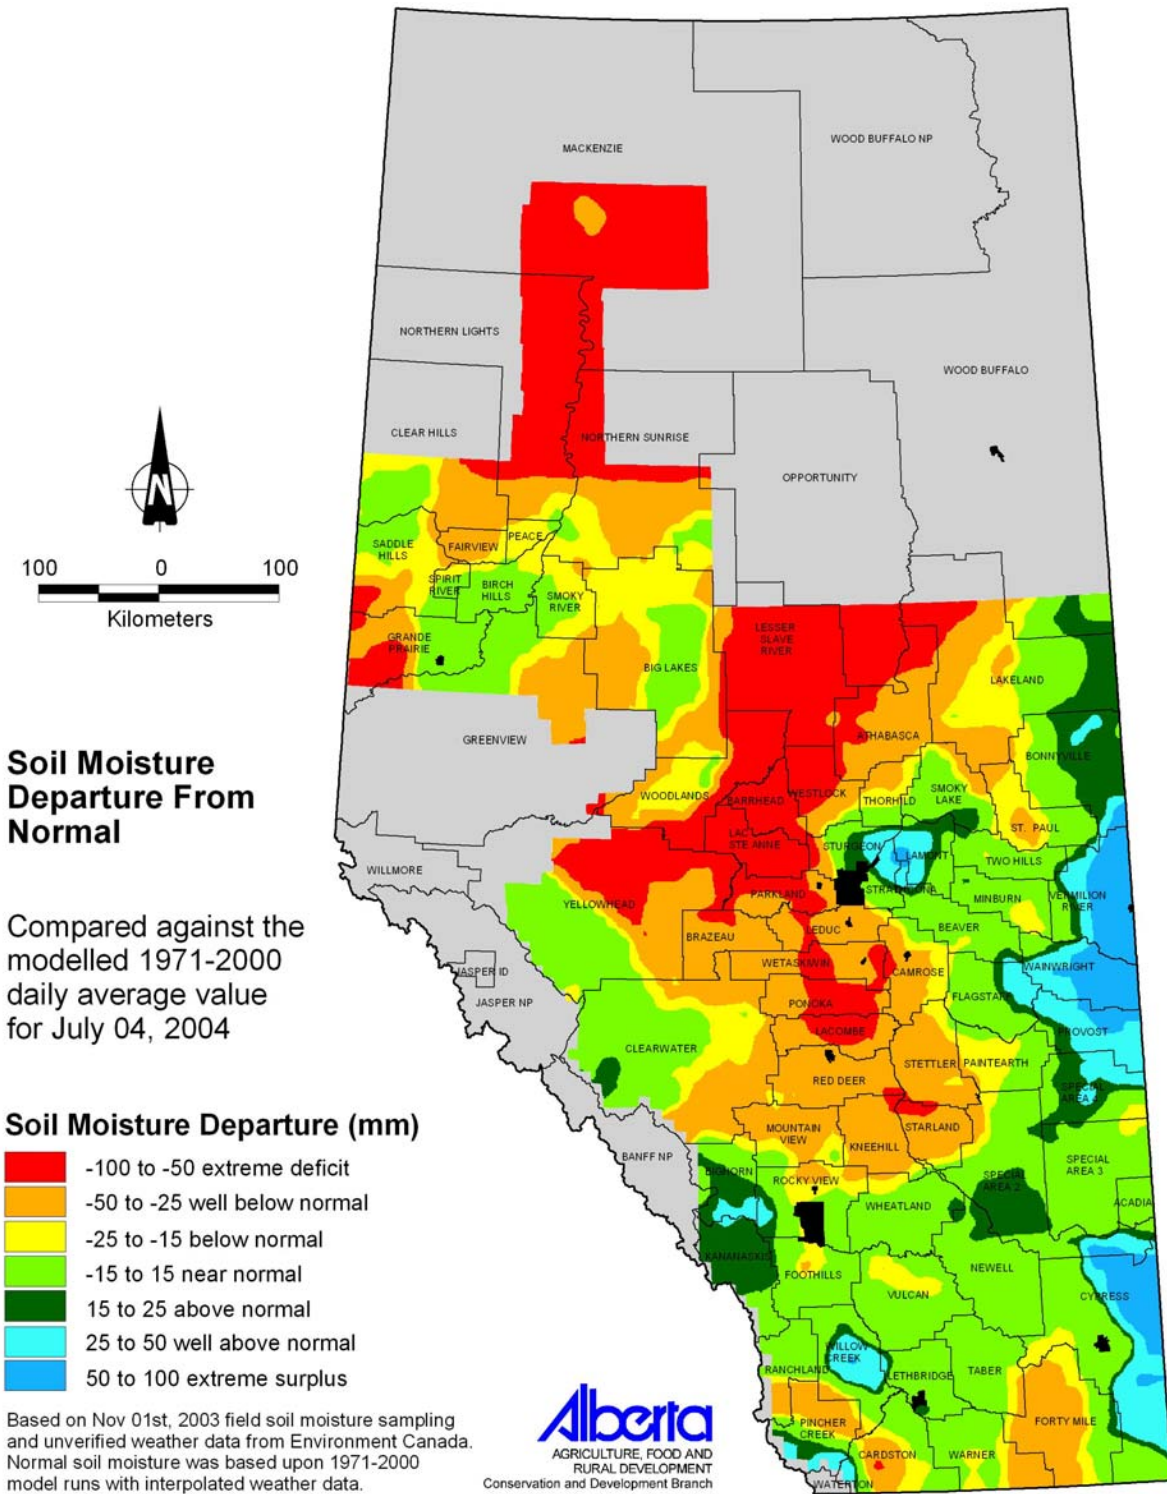 MACKENZIE
WOOD BUFFALO NP
NORTHERN LIGHTS
WOOD BUFFALO
CLEAR HILLS
NORTHERN SUNRISE
OPPORTUNITY
N
SADDLE
HILLS
FAIRVIEW
PEACE
SPIRIT
RIVER
BIRCH
HILLS
SMOKY
RIVER
100 0 100
Kilometers
GRANDE
PRAIRIE
BIG LAKES
LESSER
SLAVE
RIVER
LAKELAND
GREENVIEW
ATHABASCA
BONNYVILLE
Soil Moisture
Departure From
Normal
WOODLANDS
BARRHEAD
WESTLOCK
THORHILD
SMOKY
LAKE
ST. PAUL
LAC
STE ANNE
STURGEON
LAMONT
TWO HILLS
WILLMORE
YELLOWHEAD
PARKLAND
STRATHCONA
MINBURN
VERMILION
RIVER
Compared against the
modelled 1971-2000
daily average value
for July 04, 2004
BRAZEAU
LEDUC
BEAVER
JASPER ID
JASPER NP
WETASKIWIN
CAMROSE
WAINWRIGHT
PONOKA
FLAGSTAFF
CLEARWATER
LACOMBE
PROVOST
STETTLER
PAINTEARTH
RED DEER
SPECIAL
AREA 4
MOUNTAIN
VIEW
KNEEHILL
STARLAND
BANFF NP
BIGHORN
ROCKY VIEW
SPECIAL
AREA 2
SPECIAL
AREA 3
WHEATLAND
ACADIA
KANANASKIS
FOOTHILLS
NEWELL
VULCAN
CYPRESS
WILLOW
CREEK
RANCHLAND
LETHBRIDGE
TABER
PINCHER
CREEK
FORTY MILE
CARDSTON
WARNER
WATERTON
Soil Moisture Departure (mm)
-100 to -50 extreme deficit
-50 to -25 well below normal
-25 to -15 below normal
-15 to 15 near normal
15 to 25 above normal
25 to 50 well above normal
50 to 100 extreme surplus
Based on Nov 01st, 2003 field soil moisture sampling
and unverified weather data from Environment Canada.
Normal soil moisture was based upon 1971-2000
model runs with interpolated weather data.
Alberta
AGRICULTURE, FOOD AND
RURAL DEVELOPMENT
Conservation and Development Branch